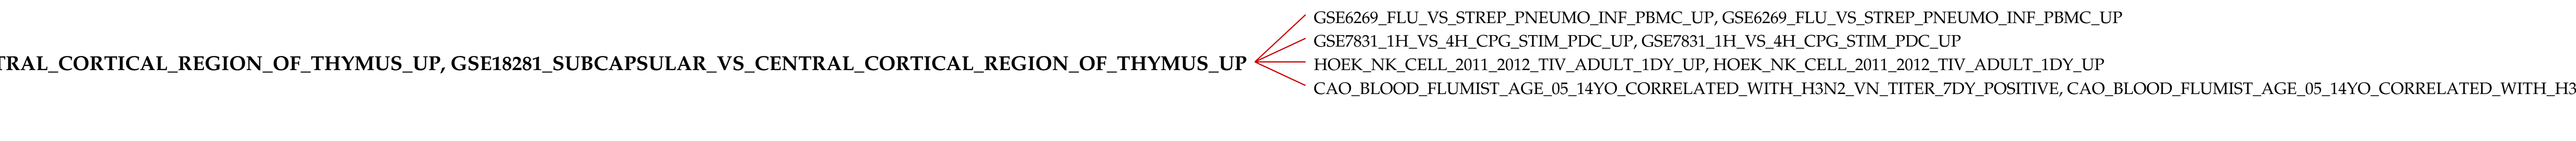 GSE6269_FLU_VS_STREP_PNEUMO_INF_PBMC_UP, GSE6269_FLU_VS_STREP_PNEUMO_INF_PBMC_UP
GSE7831_1H_VS_4H_CPG_STIM_PDC_UP, GSE7831_1H_VS_4H_CPG_STIM_PDC_UP
TRAL_CORTICAL_REGION_OF_THYMUS_UP, GSE18281_SUBCAPSULAR_VS_CENTRAL_CORTICAL_REGION_OF_THYMUS_UP
HOEK_NK_CELL_2011_2012_TIV_ADULT_1DY_UP, HOEK_NK_CELL_2011_2012_TIV_ADULT_1DY_UP
CAO_BLOOD_FLUMIST_AGE_05_14YO_CORRELATED_WITH_H3N2_VN_TITER_7DY_POSITIVE, CAO_BLOOD_FLUMIST_AGE_05_14YO_CORRELATED_WITH_H3